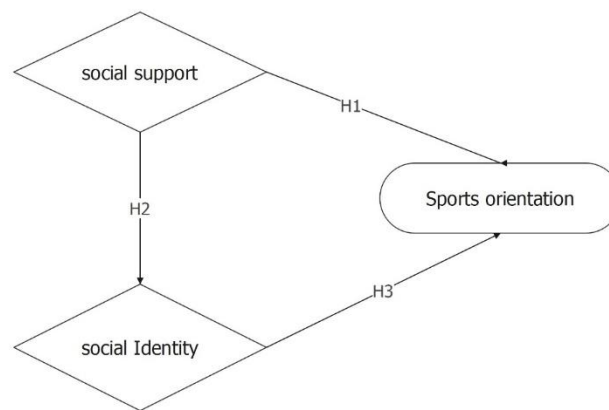 social support
H1
Sports orientation
H2
H3
social Identity